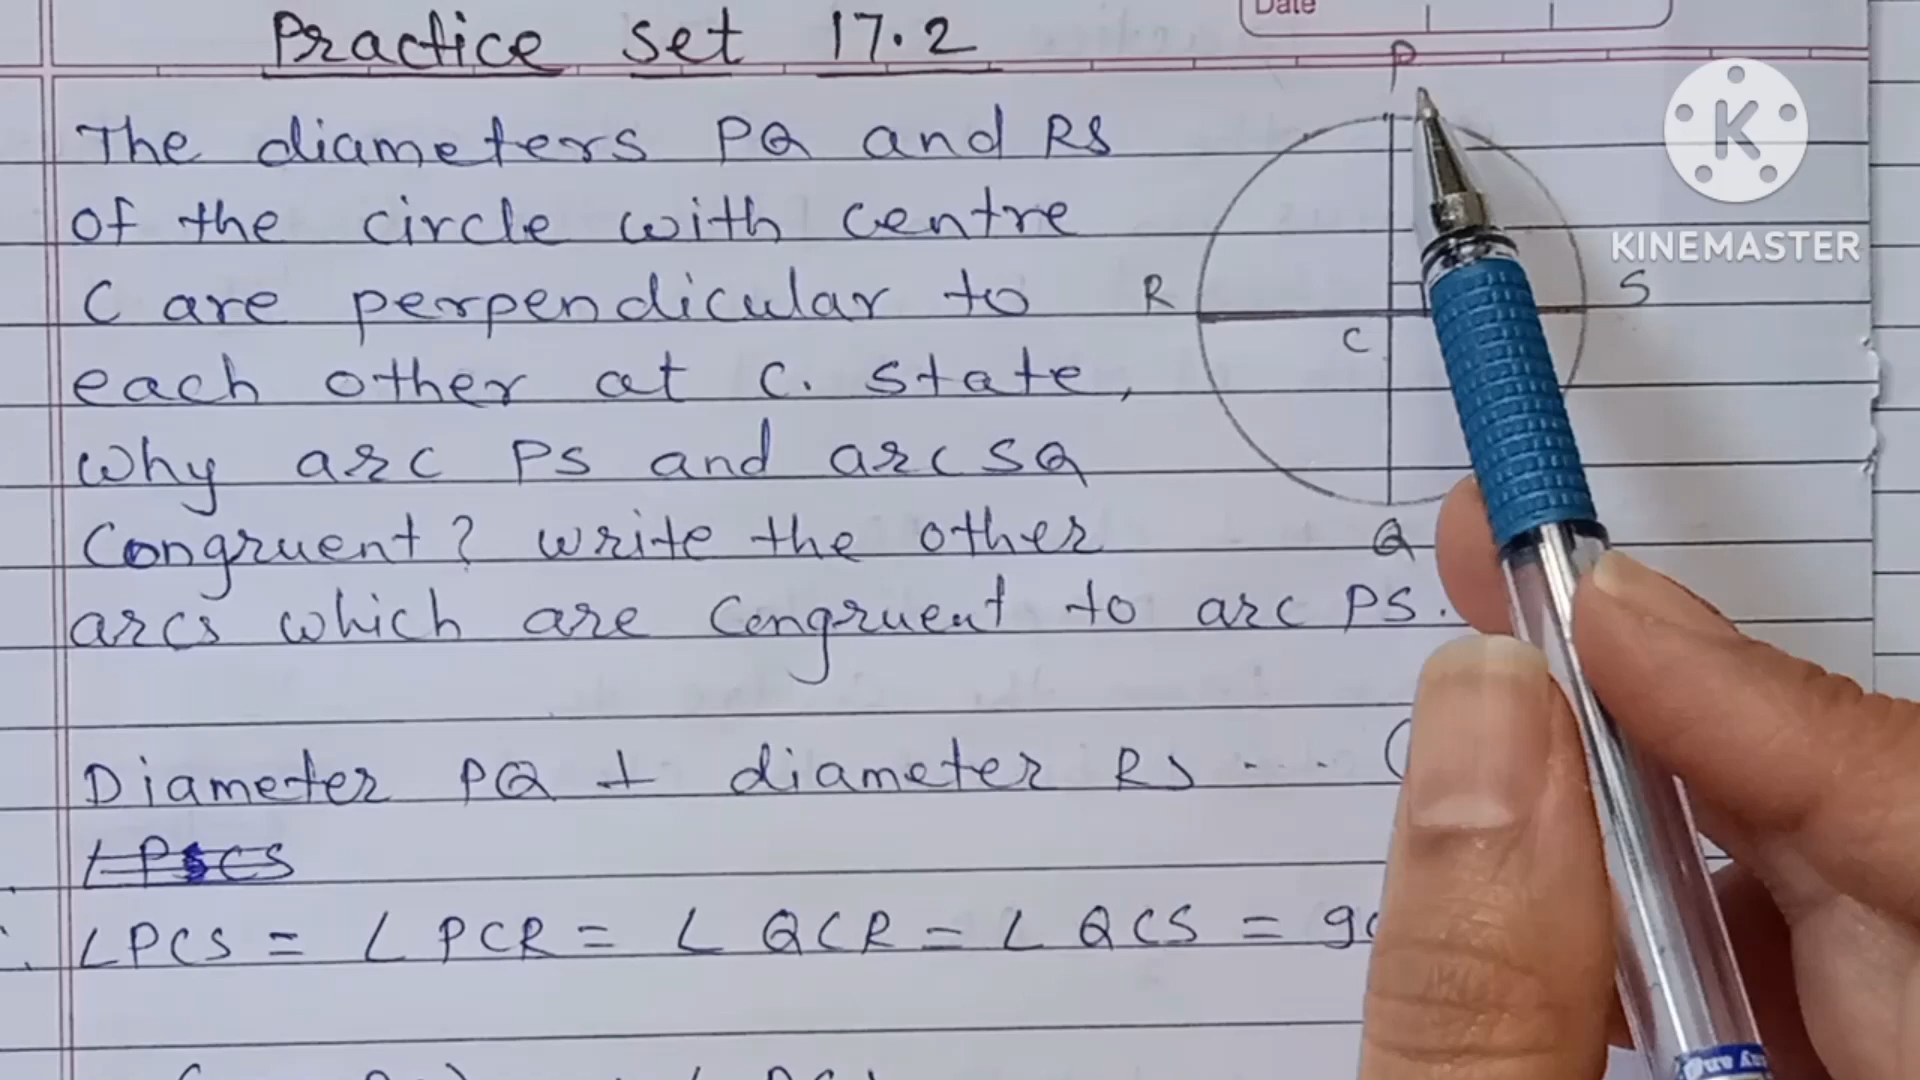 Date
Practice set 17.2
The diameters PQ and RS
of the circle with centre
C are perpendicular to
each other at C. state,
why arc PS and arc SQ
Congruent? write the other
arcs which are congruent to arc PS.
P
R
S
C
Q
K
KINEMASTER
Diameter PQ ⊥ diameter RS ... (
∠PCS = ∠PCR = ∠QCR = ∠QCS =